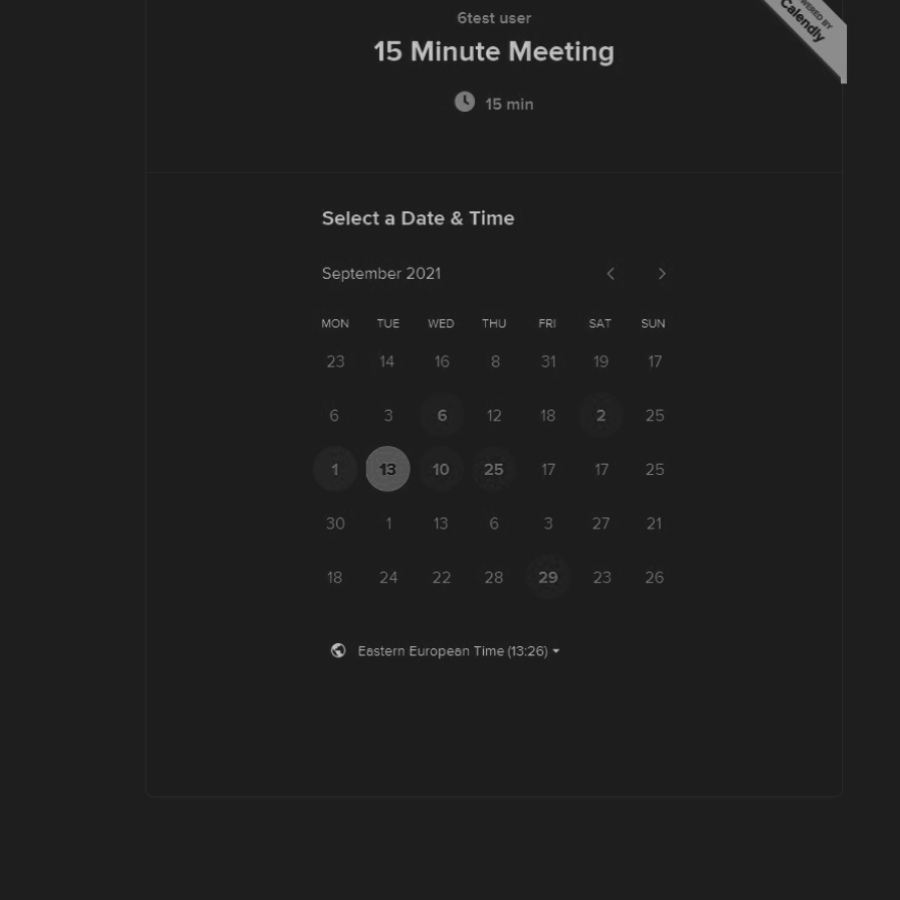 6test user
POWERED BY
Calendly
15 Minute Meeting
15 min
Select a Date & Time
September 2021
MON TUE WED THU FRI SAT SUN
23 14 16 8 31 19 17
6 3 6 12 18 2 25
1 13 10 25 17 17 25
30 1 13 6 3 27 21
18 24 22 28 29 23 26
Eastern European Time (13:26)